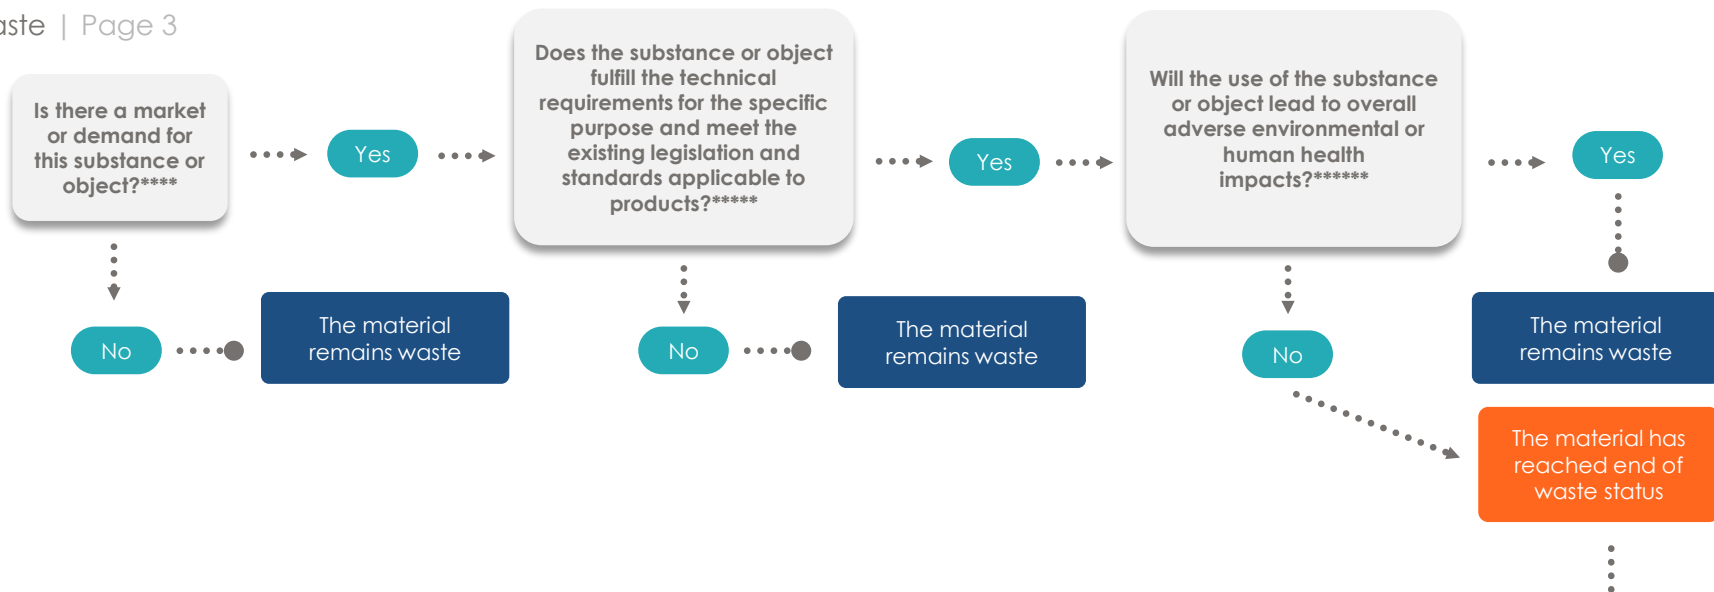 aste | Page 3
Is there a market
or demand for
this substance or
object?****
Yes
Does the substance or object
fulfill the technical
requirements for the specific
purpose and meet the
existing legislation and
standards applicable to
products?*****
Yes
Will the use of the substance
or object lead to overall
adverse environmental or
human health
impacts?******
Yes
No
The material
remains waste
No
The material
remains waste
No
The material
remains waste
The material has
reached end of
waste status